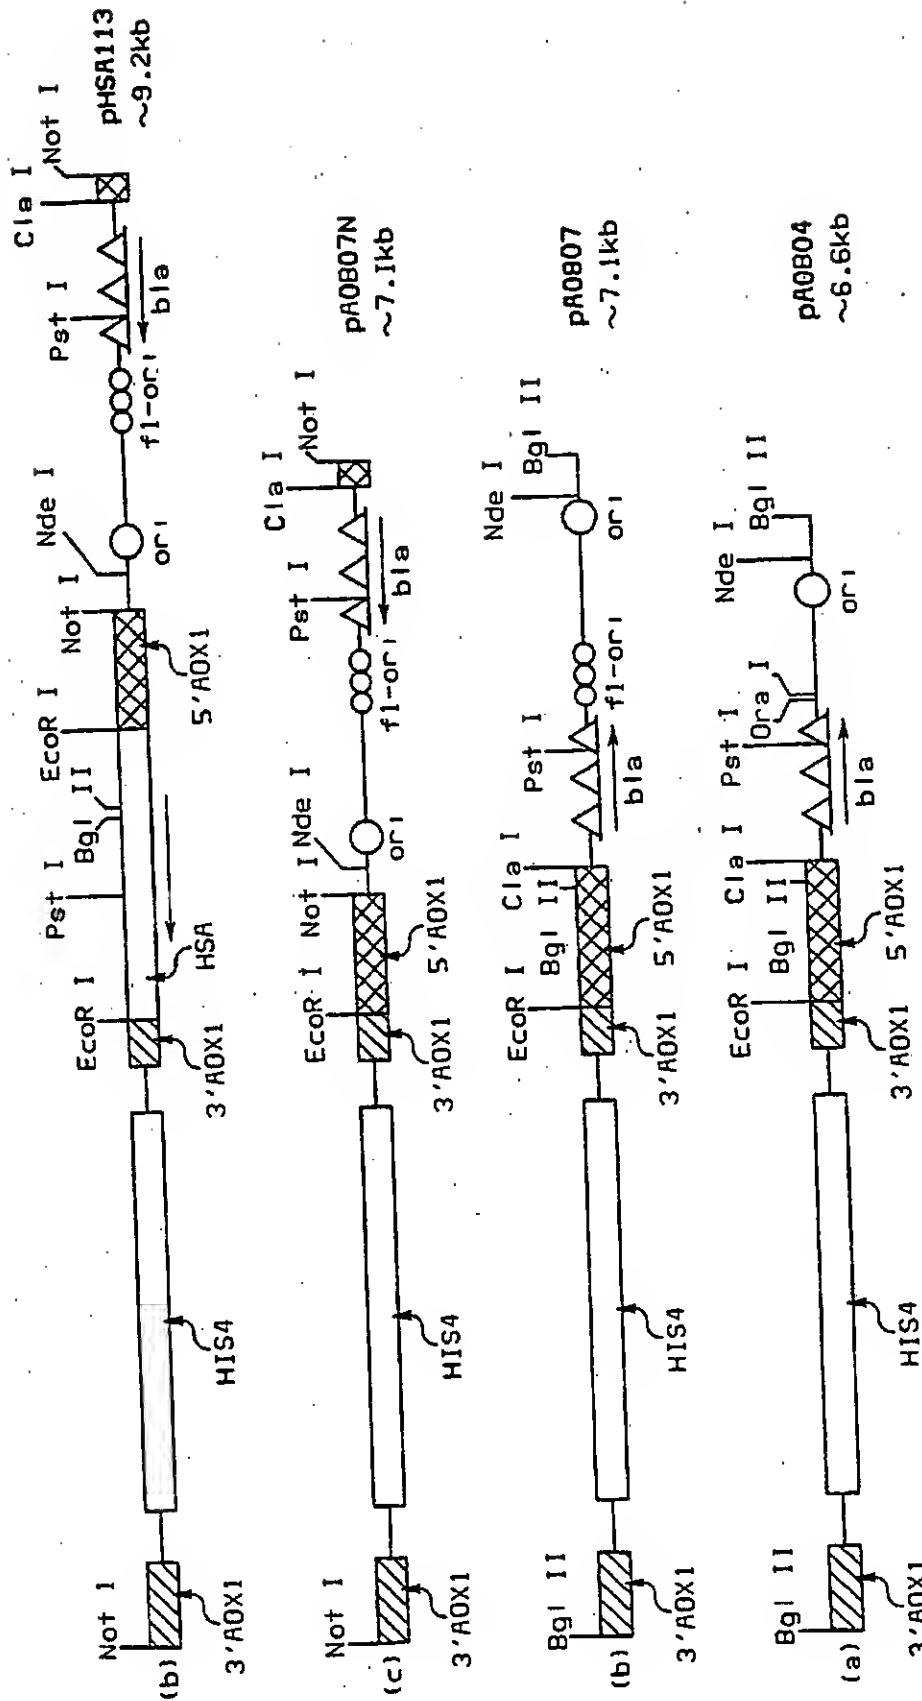 Not I
(b)
3'AOX1
HIS4
EcoR I
3'AOX1
HSA
Pst I
Bgl II
EcoR I
5'AOX1
Not I
Nde I
ori
f1-ori
Pst I
bla
Cla I
Not I
pHSA113
~9.2kb
Not I
(c)
3'AOX1
HIS4
EcoR I
3'AOX1
5'AOX1
Not I
Nde I
ori
f1-ori
Pst I
bla
Cla I
Not I
pAO807N
~7.1kb
Bgl II
(b)
3'AOX1
HIS4
EcoR I
3'AOX1
Bgl II
5'AOX1
Cla I
Pst I
bla
f1-ori
Nde I
ori
Bgl II
pAO807
~7.1kb
Bgl II
(a)
3'AOX1
HIS4
EcoR I
3'AOX1
Bgl II
5'AOX1
Cla I
Pst I
bla
Ora I
Nde I
ori
Bgl II
pAO804
~6.6kb